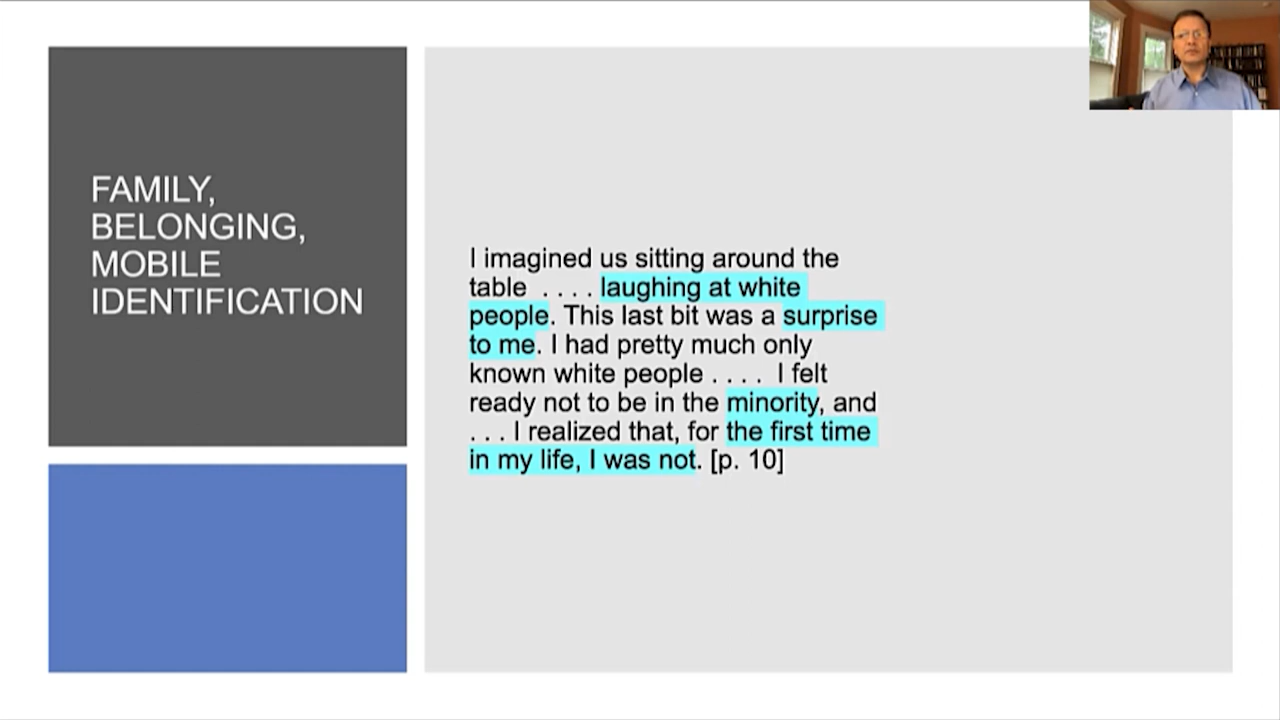 FAMILY,
BELONGING,
MOBILE
IDENTIFICATION
I imagined us sitting around the
table . . . . laughing at white
people. This last bit was a surprise
to me. I had pretty much only
known white people . . . . I felt
ready not to be in the minority, and
. . . I realized that, for the first time
in my life, I was not. [p. 10]